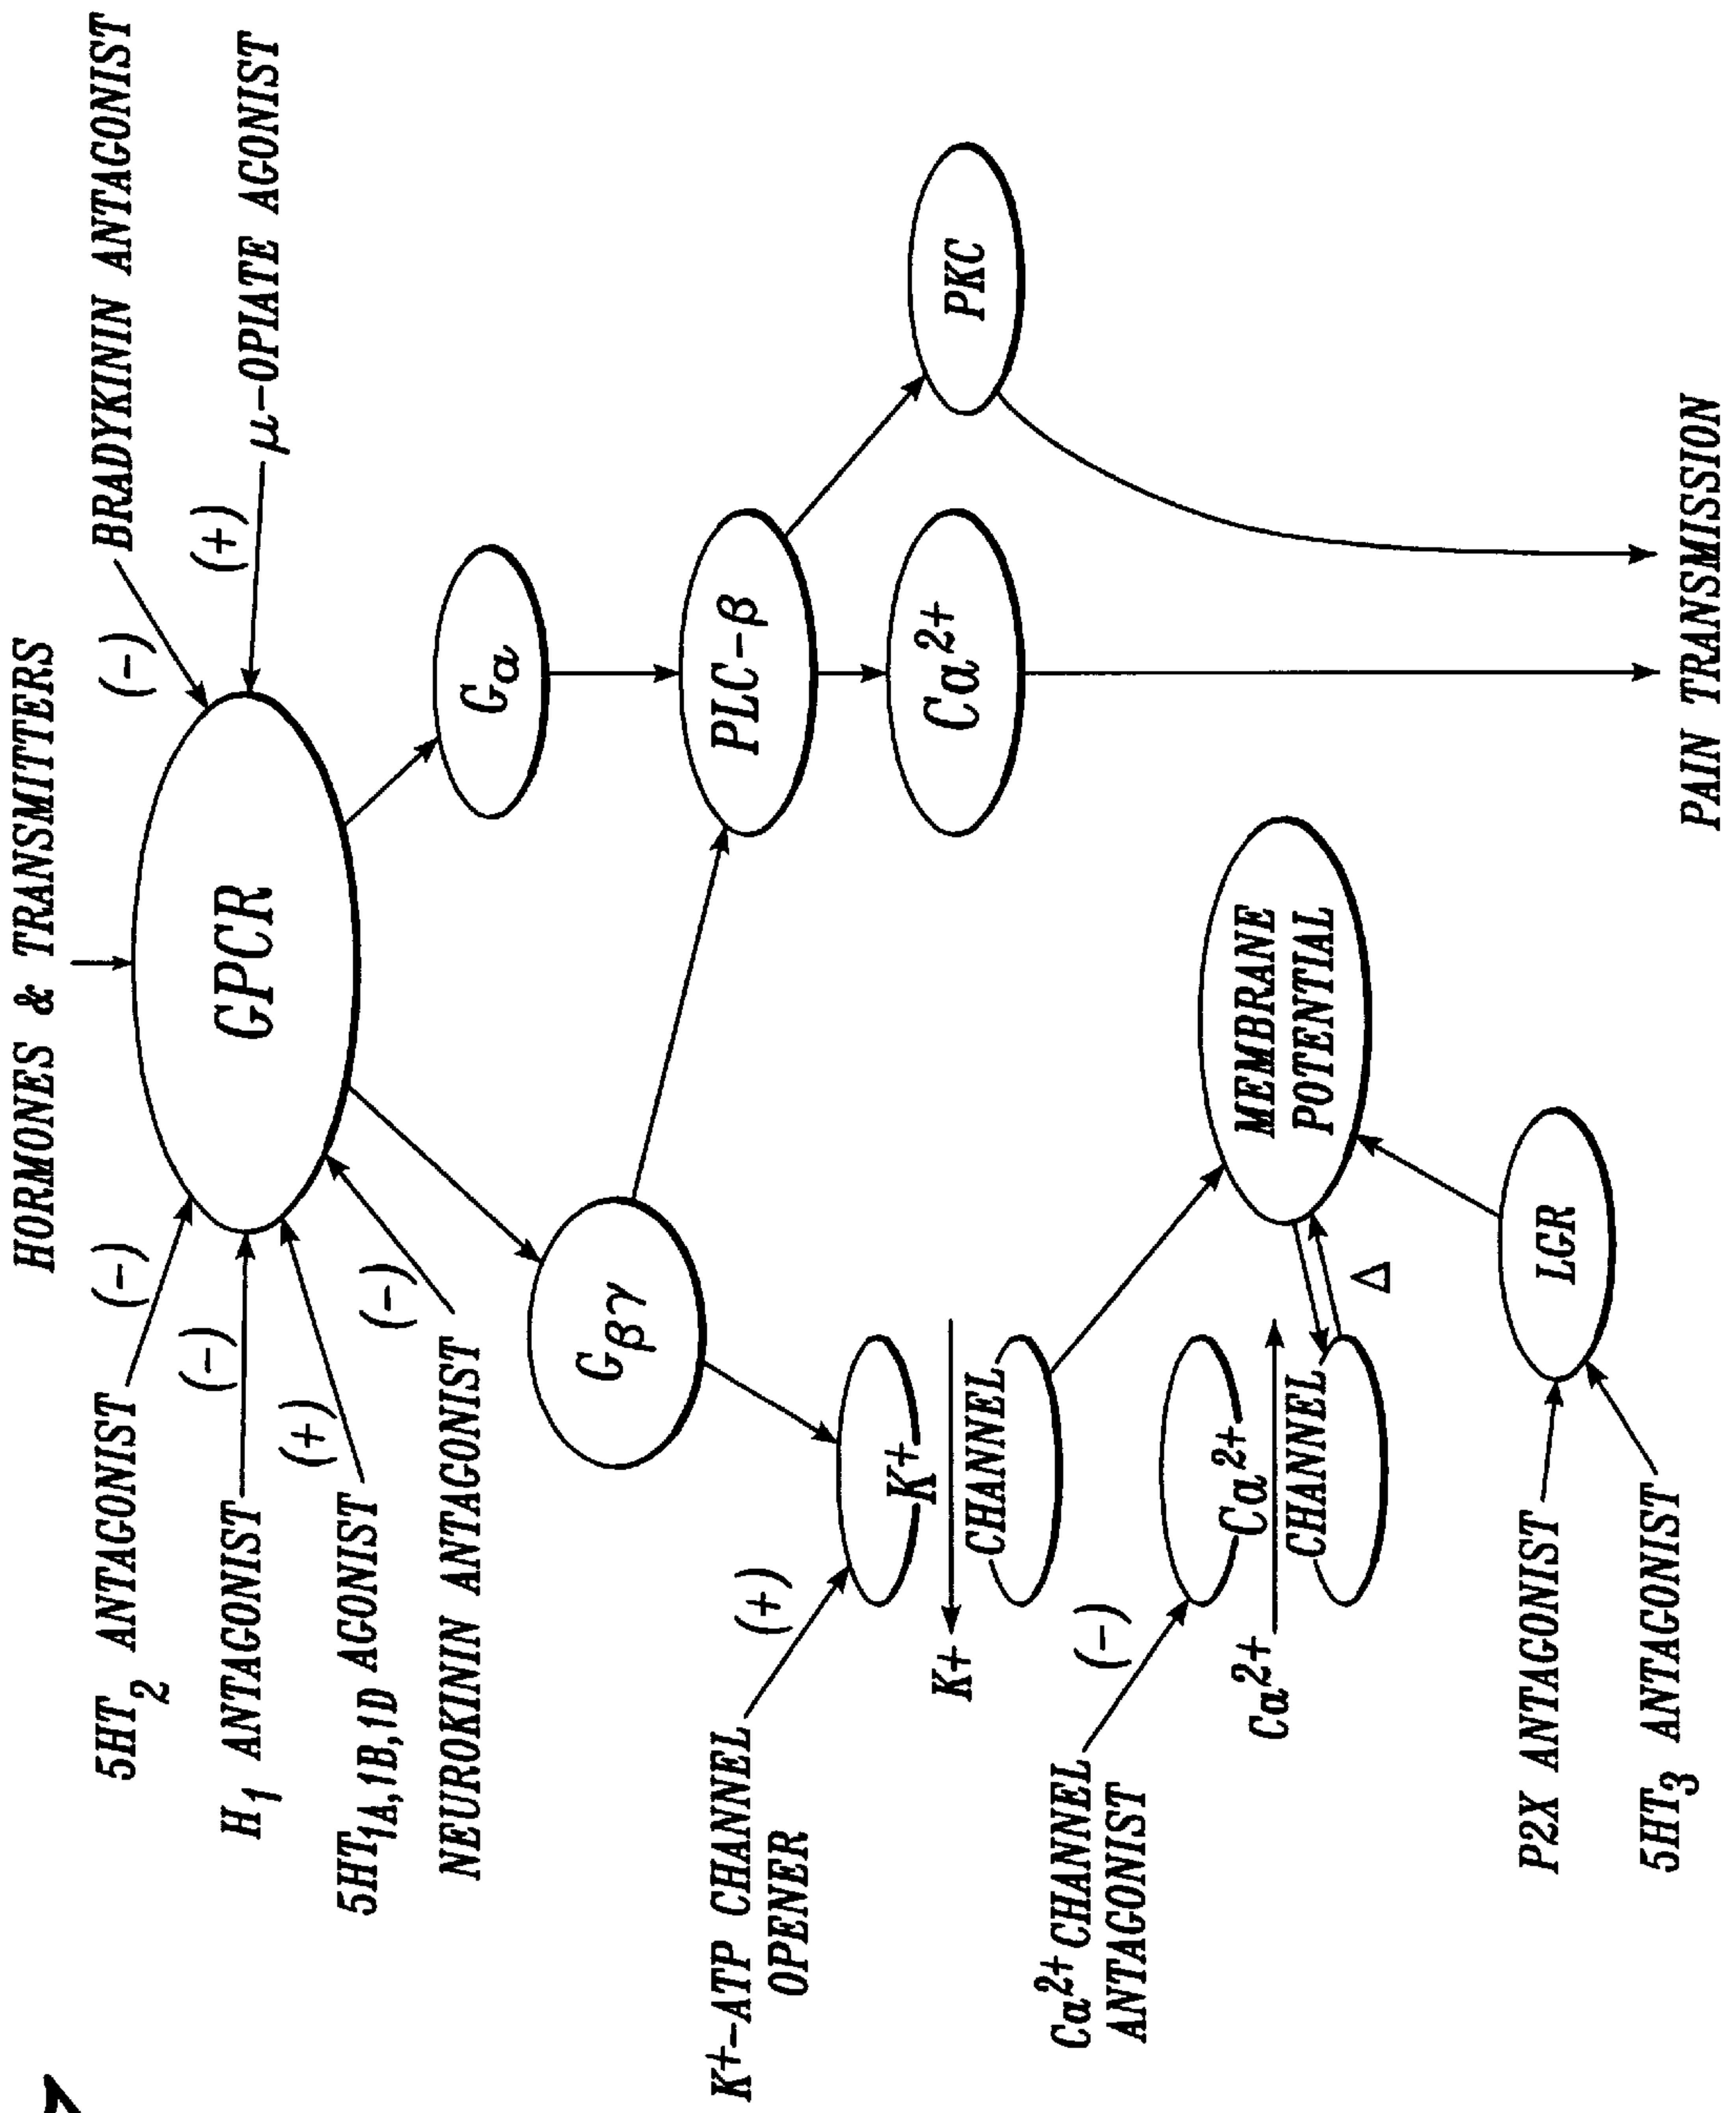 HORMONES & TRANSMITTERS
5HT2 ANTAGONIST
(-)
(-)
BRADYKININ ANTAGONIST
H1 ANTAGONIST
(-)
GPCR
(+)
μ-OPIATE AGONIST
5HT1A,1B,1D AGONIST
(+)
NEUROKININ ANTAGONIST
(-)
Gα
Gβγ
PLC-β
K+-ATP CHANNEL
OPENER
(+)
K+
K+
CHANNEL
Ca2+
PKC
Ca2+ CHANNEL
ANTAGONIST
(-)
Ca2+
Ca2+
CHANNEL
Δ
MEMBRANE
POTENTIAL
P2X ANTAGONIST
LGR
5HT3 ANTAGONIST
PAIN TRANSMISSION